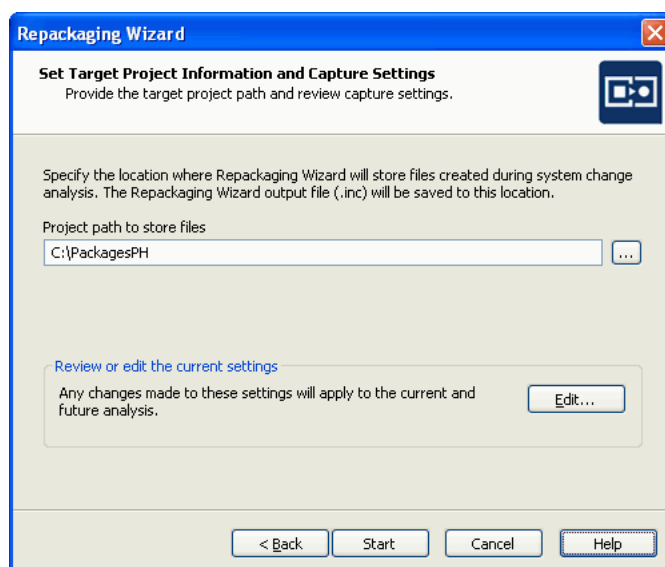 Repackaging Wizard
Set Target Project Information and Capture Settings
Provide the target project path and review capture settings.
Specify the location where Repackaging Wizard will store files created during system change
analysis. The Repackaging Wizard output file (.inc) will be saved to this location.
Project path to store files
C:\PackagesPH
...
Review or edit the current settings
Any changes made to these settings will apply to the current and
future analysis.
Edit...
< Back
Start
Cancel
Help